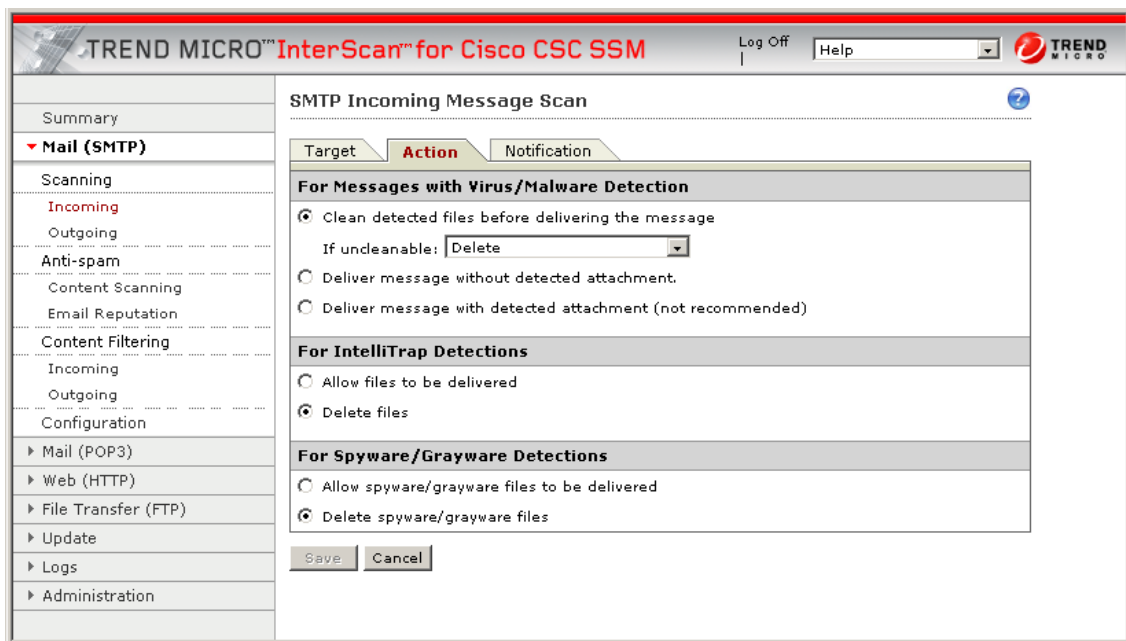 TREND MICRO™ InterScan™ for Cisco CSC SSM
Log Off
|
Help
TREND
MICRO
Summary
Mail (SMTP)
Scanning
Incoming
Outgoing
Anti-spam
Content Scanning
Email Reputation
Content Filtering
Incoming
Outgoing
Configuration
Mail (POP3)
Web (HTTP)
File Transfer (FTP)
Update
Logs
Administration
SMTP Incoming Message Scan
?
Target Action Notification
For Messages with Virus/Malware Detection
Clean detected files before delivering the message
If uncleanable: Delete
Deliver message without detected attachment.
Deliver message with detected attachment (not recommended)
For IntelliTrap Detections
Allow files to be delivered
Delete files
For Spyware/Grayware Detections
Allow spyware/grayware files to be delivered
Delete spyware/grayware files
Save Cancel